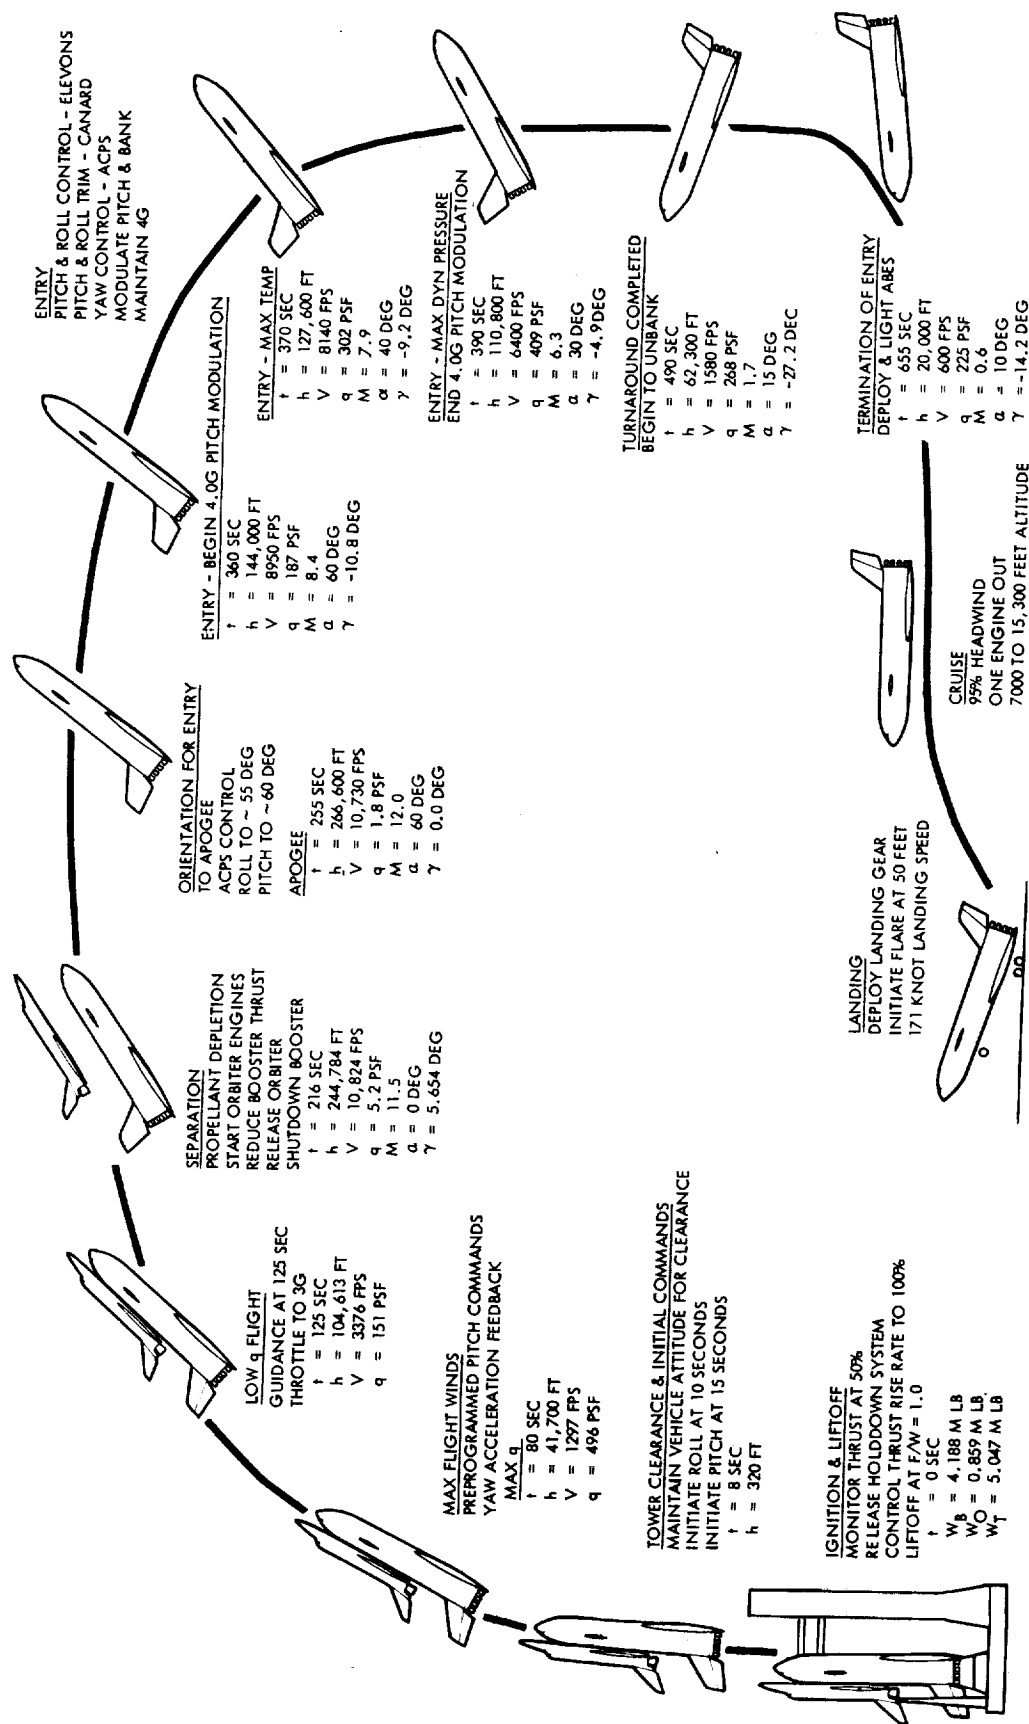 IGNITION & LIFTOFF
MONITOR THRUST AT 50%
RELEASE HOLDDOWN SYSTEM
CONTROL THRUST RISE RATE TO 100%
LIFTOFF AT F/W = 1.0
t = 0 SEC
W_B = 4.188 M LB
W_O = 0.859 M LB
W_T = 5.047 M LB
TOWER CLEARANCE & INITIAL COMMANDS
MAINTAIN VEHICLE ATTITUDE FOR CLEARANCE
INITIATE ROLL AT 10 SECONDS
INITIATE PITCH AT 15 SECONDS
t = 8 SEC
h = 320 FT
MAX FLIGHT WINDS
PREPROGRAMMED PITCH COMMANDS
YAW ACCELERATION FEEDBACK
MAX q
t = 80 SEC
h = 41,700 FT
V = 1297 FPS
q = 496 PSF
LOW q FLIGHT
GUIDANCE AT 125 SEC
THROTTLE TO 3G
t = 125 SEC
h = 104,613 FT
V = 3376 FPS
q = 151 PSF
SEPARATION
PROPELLANT DEPLETION
START ORBITER ENGINES
REDUCE BOOSTER THRUST
RELEASE ORBITER
SHUTDOWN BOOSTER
t = 216 SEC
h = 244,784 FT
V = 10,824 FPS
q = 5.2 PSF
M = 11.5
α = 0 DEG
γ = 5.654 DEG
ORIENTATION FOR ENTRY
TO APOGEE
ACPS CONTROL
ROLL TO ~ 55 DEG
PITCH TO ~60 DEG
APOGEE
t = 255 SEC
h = 266,600 FT
V = 10,730 FPS
q = 1.8 PSF
M = 12.0
α = 60 DEG
γ = 0.0 DEG
ENTRY - BEGIN 4.0G PITCH MODULATION
t = 360 SEC
h = 144,000 FT
V = 8950 FPS
q = 187 PSF
M = 8.4
α = 60 DEG
γ = -10.8 DEG
ENTRY
PITCH & ROLL CONTROL - ELEVONS
PITCH & ROLL TRIM - CANARD
YAW CONTROL - ACPS
MODULATE PITCH & BANK
MAINTAIN 4G
ENTRY - MAX TEMP
t = 370 SEC
h = 127,600 FT
V = 8140 FPS
q = 302 PSF
M = 7.9
α = 40 DEG
γ = -9.2 DEG
ENTRY - MAX DYN PRESSURE
END 4.0G PITCH MODULATION
t = 390 SEC
h = 110,800 FT
V = 6400 FPS
q = 409 PSF
M = 6.3
α = 30 DEG
γ = -4.9DEG
TURNAROUND COMPLETED
BEGIN TO UNBANK
t = 490 SEC
h = 62,300 FT
V = 1580 FPS
q = 268 PSF
M = 1.7
α = 15 DEG
γ = -27.2 DEC
TERMINATION OF ENTRY
DEPLOY & LIGHT ABES
t = 655 SEC
h = 20,000 FT
V = 600 FPS
q = 225 PSF
M = 0.6
α = 10 DEG
γ = -14.2 DEG
CRUISE
95% HEADWIND
ONE ENGINE OUT
7000 TO 15,300 FEET ALTITUDE
LANDING
DEPLOY LANDING GEAR
INITIATE FLARE AT 50 FEET
171 KNOT LANDING SPEED